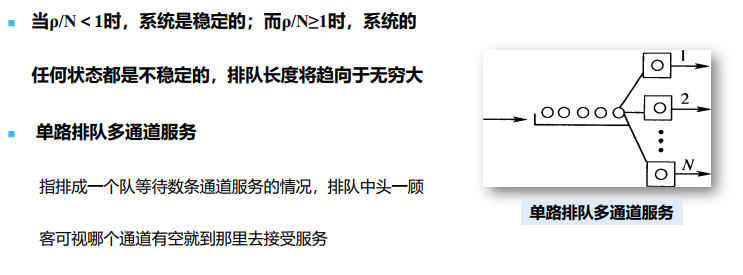 当ρ/N＜1时，系统是稳定的；而ρ/N≥1时，系统的
任何状态都是不稳定的，排队长度将趋向于无穷大
单路排队多通道服务
指排成一个队等待数条通道服务的情况，排队中头一顾
客可视哪个通道有空就到那里去接受服务
1
2
N
单路排队多通道服务